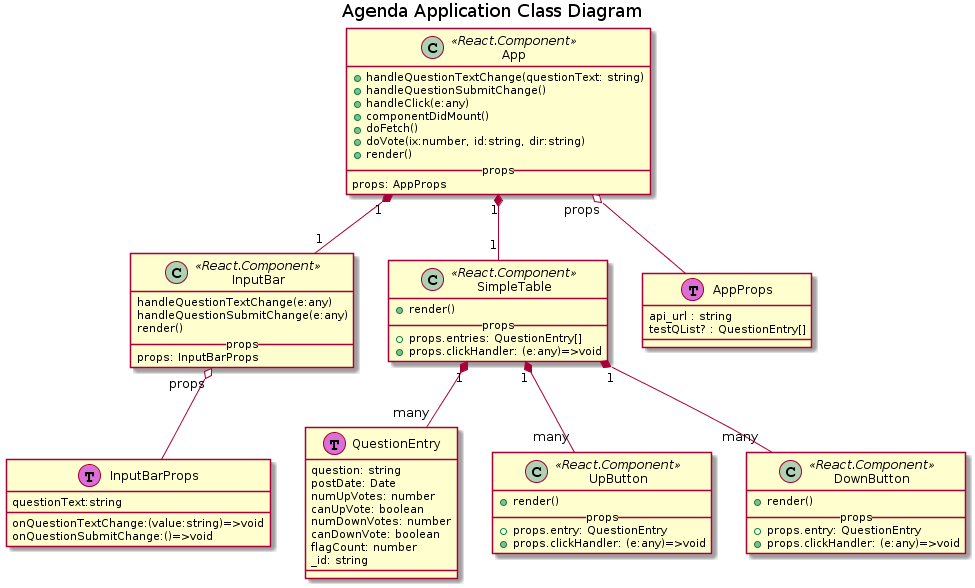 Agenda Application Class Diagram
C
«React.Component»
App
handleQuestionTextChange(questionText: string)
handleQuestionSubmitChange()
handleClick(e:any)
componentDidMount()
doFetch()
doVote(ix:number, id:string, dir:string)
render()
props
props: AppProps
1
1
props
1
1
C
«React.Component»
InputBar
handleQuestionTextChange(e:any)
handleQuestionSubmitChange(e:any)
render()
props
props: InputBarProps
C
«React.Component»
SimpleTable
render()
props
props.entries: QuestionEntry[]
props.clickHandler: (e:any)=>void
T
AppProps
api_url : string
testQList? : QuestionEntry[]
props
1
1
1
many
many
many
T
InputBarProps
questionText:string
onQuestionTextChange:(value:string)=>void
onQuestionSubmitChange:()=>void
T
QuestionEntry
question: string
postDate: Date
numUpVotes: number
canUpVote: boolean
numDownVotes: number
canDownVote: boolean
flagCount: number
_id: string
C
«React.Component»
UpButton
render()
props
props.entry: QuestionEntry
props.clickHandler: (e:any)=>void
C
«React.Component»
DownButton
render()
props
props.entry: QuestionEntry
props.clickHandler: (e:any)=>void